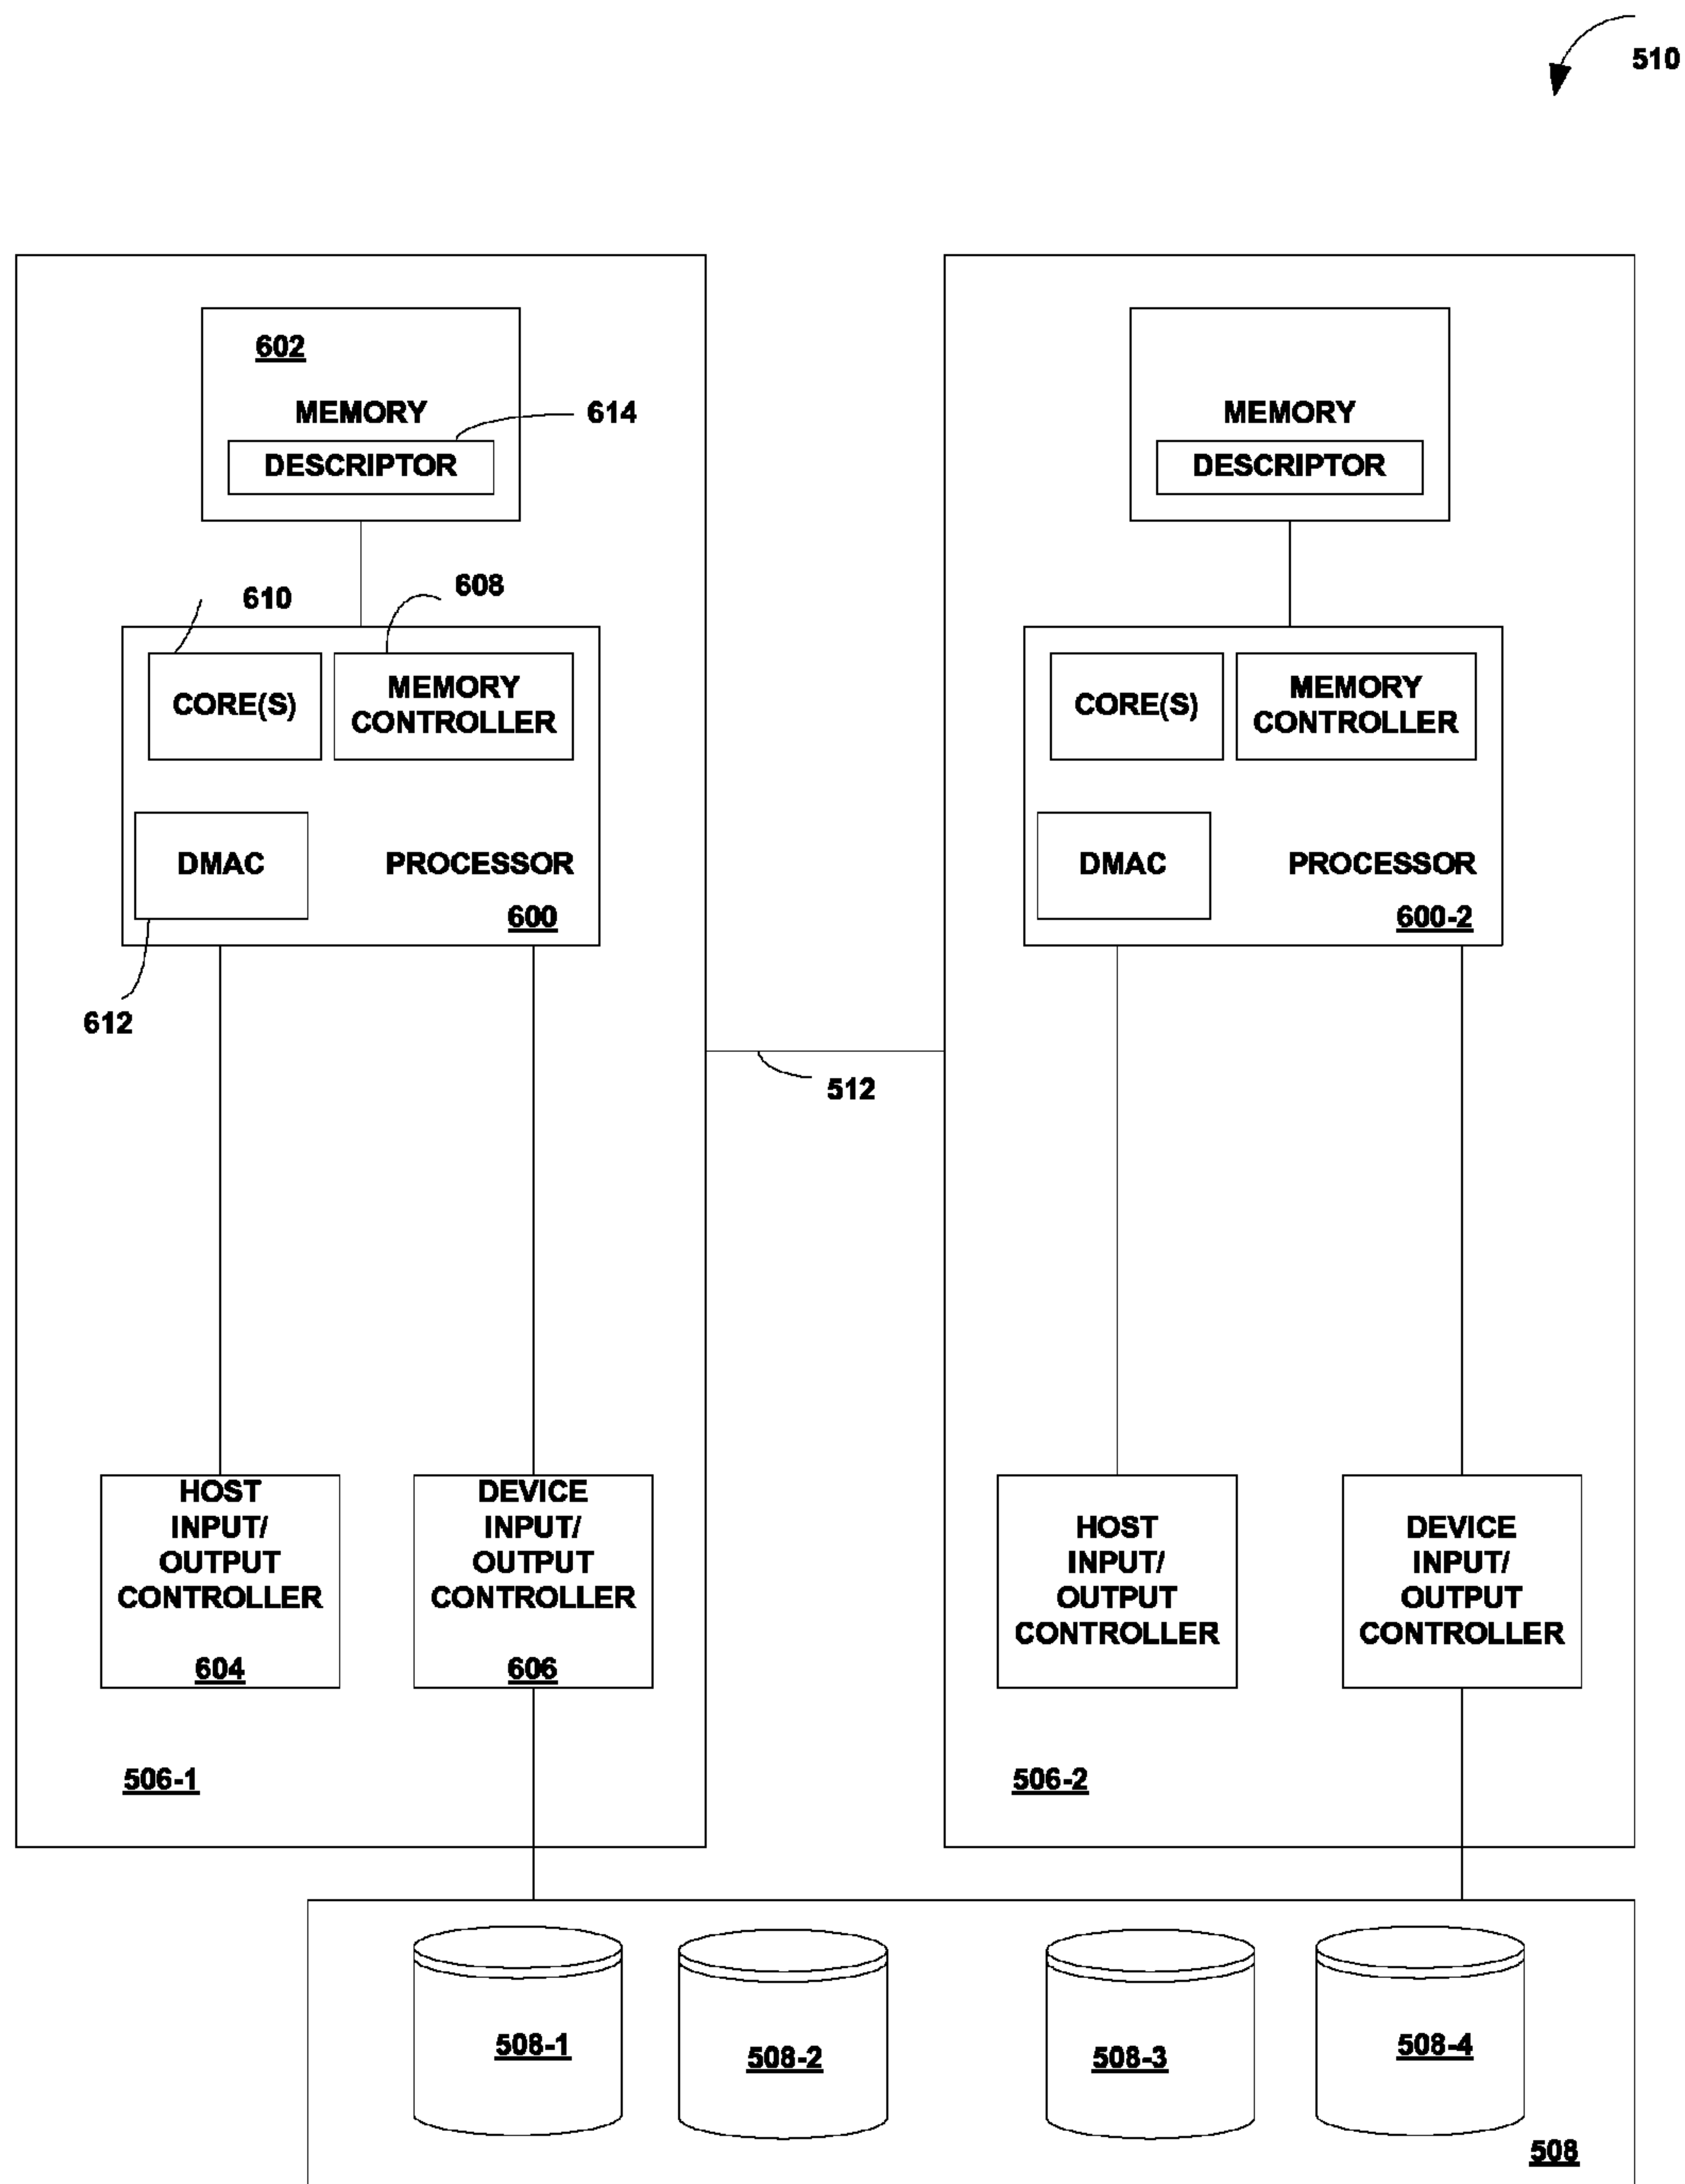 510
602
MEMORY
614
DESCRIPTOR
610
608
CORE(S)
MEMORY
CONTROLLER
DMAC
PROCESSOR
600
612
HOST
INPUT/
OUTPUT
CONTROLLER
604
DEVICE
INPUT/
OUTPUT
CONTROLLER
606
506-1
512
MEMORY
DESCRIPTOR
CORE(S)
MEMORY
CONTROLLER
DMAC
PROCESSOR
600-2
HOST
INPUT/
OUTPUT
CONTROLLER
DEVICE
INPUT/
OUTPUT
CONTROLLER
506-2
508-1
508-2
508-3
508-4
508